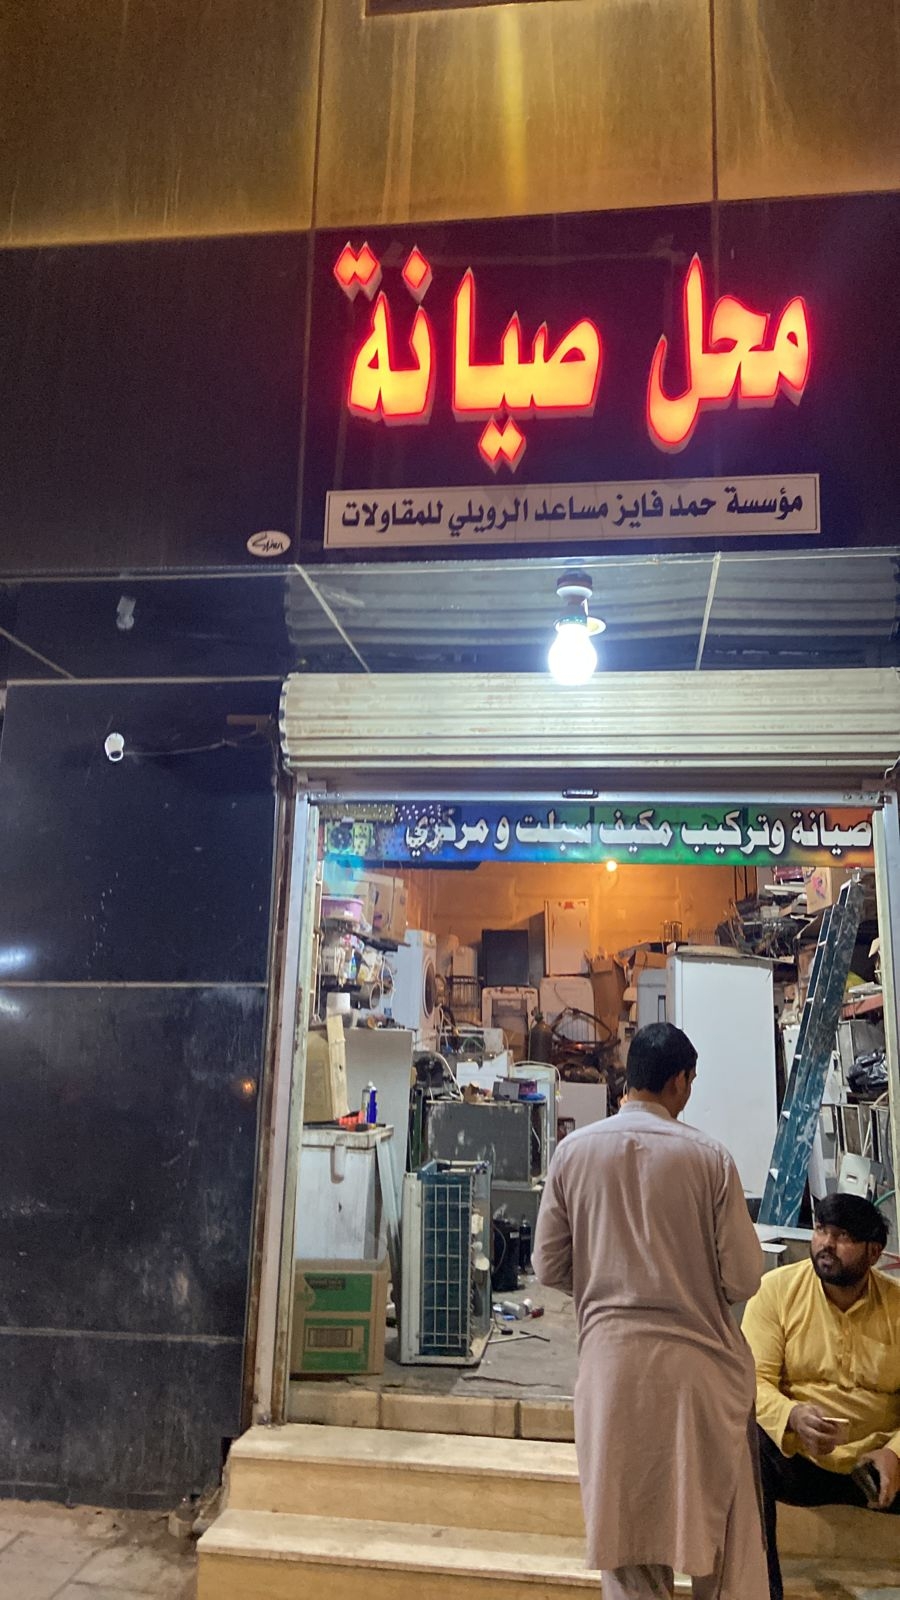 محل صيانة
مؤسسة حمد فايز مساعد الرويلي للمقاولات
صيانة وتركيب مكيف سبلت و مركزي